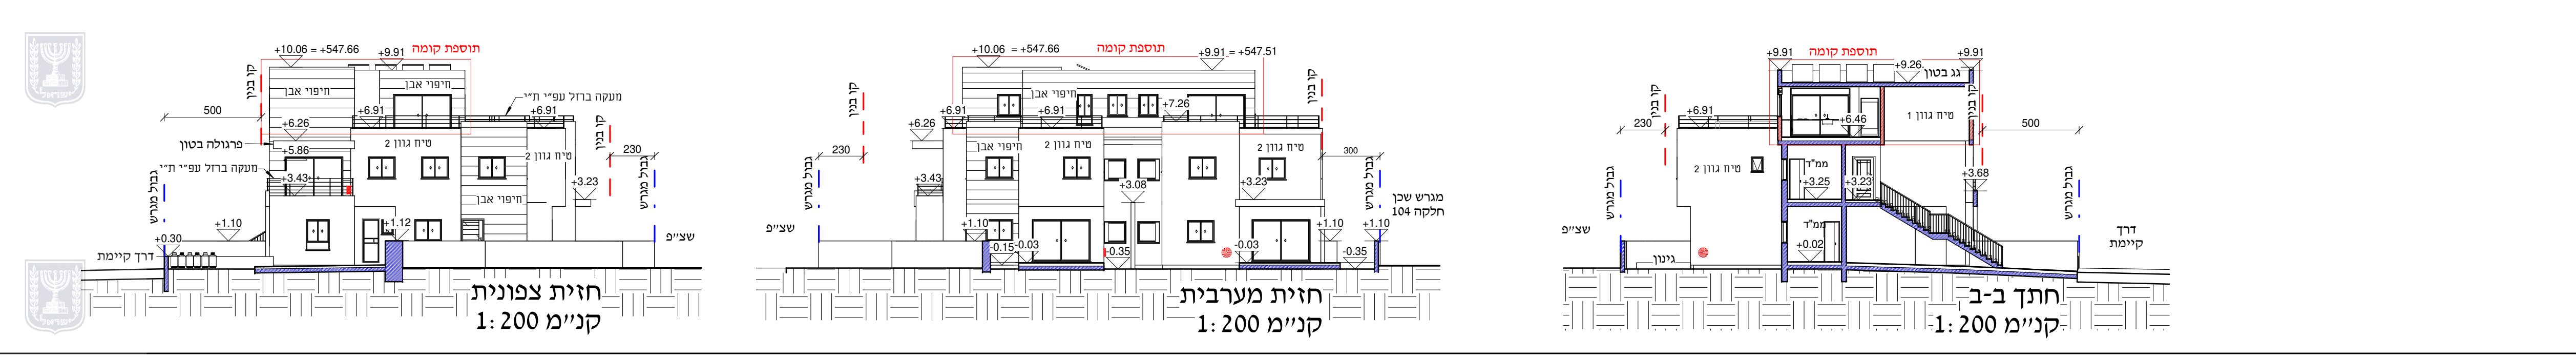 +10.06 = +547.66
+9.91
תוספת קומה
קו בנין
חיפוי אבן
חיפוי אבן
500
מעקה ברזל עפ״י ת״י
+6.91
+6.91
+6.26
קו בנין
פרגולה בטון
+5.86
טיח גוון 2
טיח גוון 2
230
מעקה ברזל עפ״י ת״י
+3.43
+3.23
גבול מגרש
גבול מגרש
חיפוי אבן
+1.10
+1.12
+0.30
שצ״פ
דרך קיימת
חזית צפונית
קנ״מ 1:200
+10.06 = +547.66
תוספת קומה
+9.91 = +547.51
קו בנין
קו בנין
חיפוי אבן
+6.91
+6.91
+7.26
+6.26
חיפוי אבן
טיח גוון 2
טיח גוון 2
230
300
גבול מגרש
גבול מגרש
+3.43
+3.08
+3.23
מגרש שכן
חלקה 104
שצ״פ
+1.10
+1.10
+1.10
-0.15
-0.03
-0.35
-0.03
-0.35
חזית מערבית
קנ״מ 1:200
+9.91
תוספת קומה
+9.91
+9.26
גג בטון
קו בנין
קו בנין
+6.91
+6.46
טיח גוון 1
230
500
טיח גוון 2
ממ"ד
+3.25
+3.23
+3.68
גבול מגרש
גבול מגרש
שצ״פ
ממ"ד
+0.02
דרך
קיימת
גינון
חתך ב-ב
קנ״מ 1:200